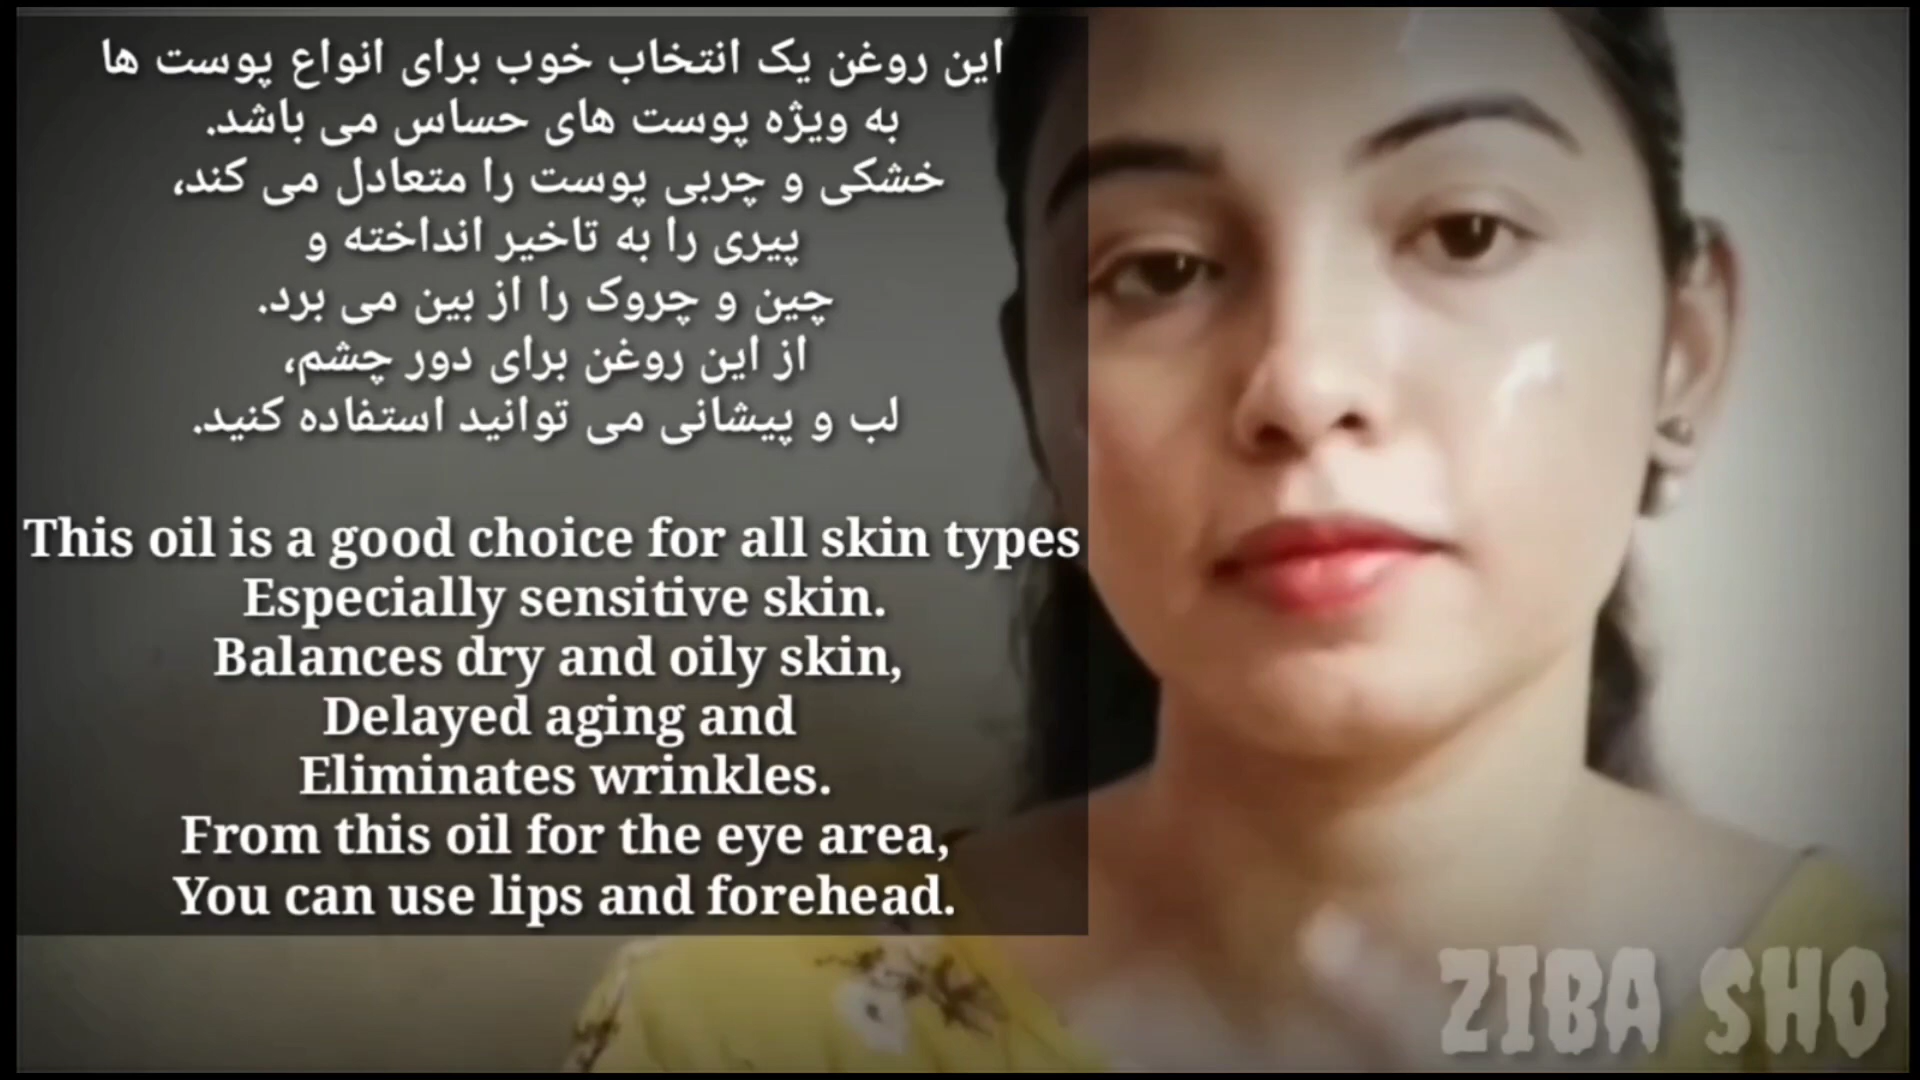 این روغن یک انتخاب خوب برای انواع پوست ها
به ویژه پوست های حساس می باشد.
خشکی و چربی پوست را متعادل می کند،
پیری را به تاخیر انداخته و
چین و چروک را از بین می برد.
از این روغن برای دور چشم،
لب و پیشانی می توانید استفاده کنید.
This oil is a good choice for all skin types
Especially sensitive skin.
Balances dry and oily skin,
Delayed aging and
Eliminates wrinkles.
From this oil for the eye area,
You can use lips and forehead.
ZIBA SHO